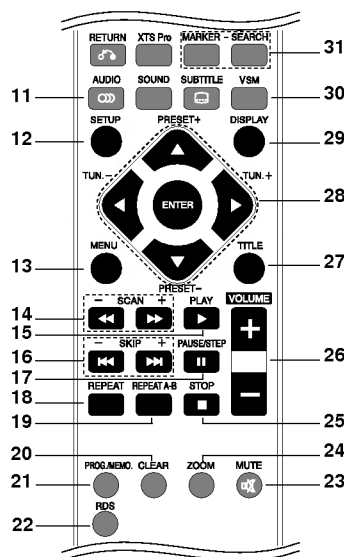 RETURN XTS Pro MARKER - SEARCH 31
AUDIO SOUND SUBTITLE VSM 30
11
SETUP PRESET+ DISPLAY
12 29
TUN.- TUN.+
ENTER 28
MENU TITLE 27
13
PRESET-
- SCAN + PLAY VOLUME
14 +
15
- SKIP + PAUSE/STEP
16 26
17 -
REPEAT REPEAT A-B STOP
18
19 25
20 24
PROG./MEMO. CLEAR ZOOM MUTE
21 23
RDS
22